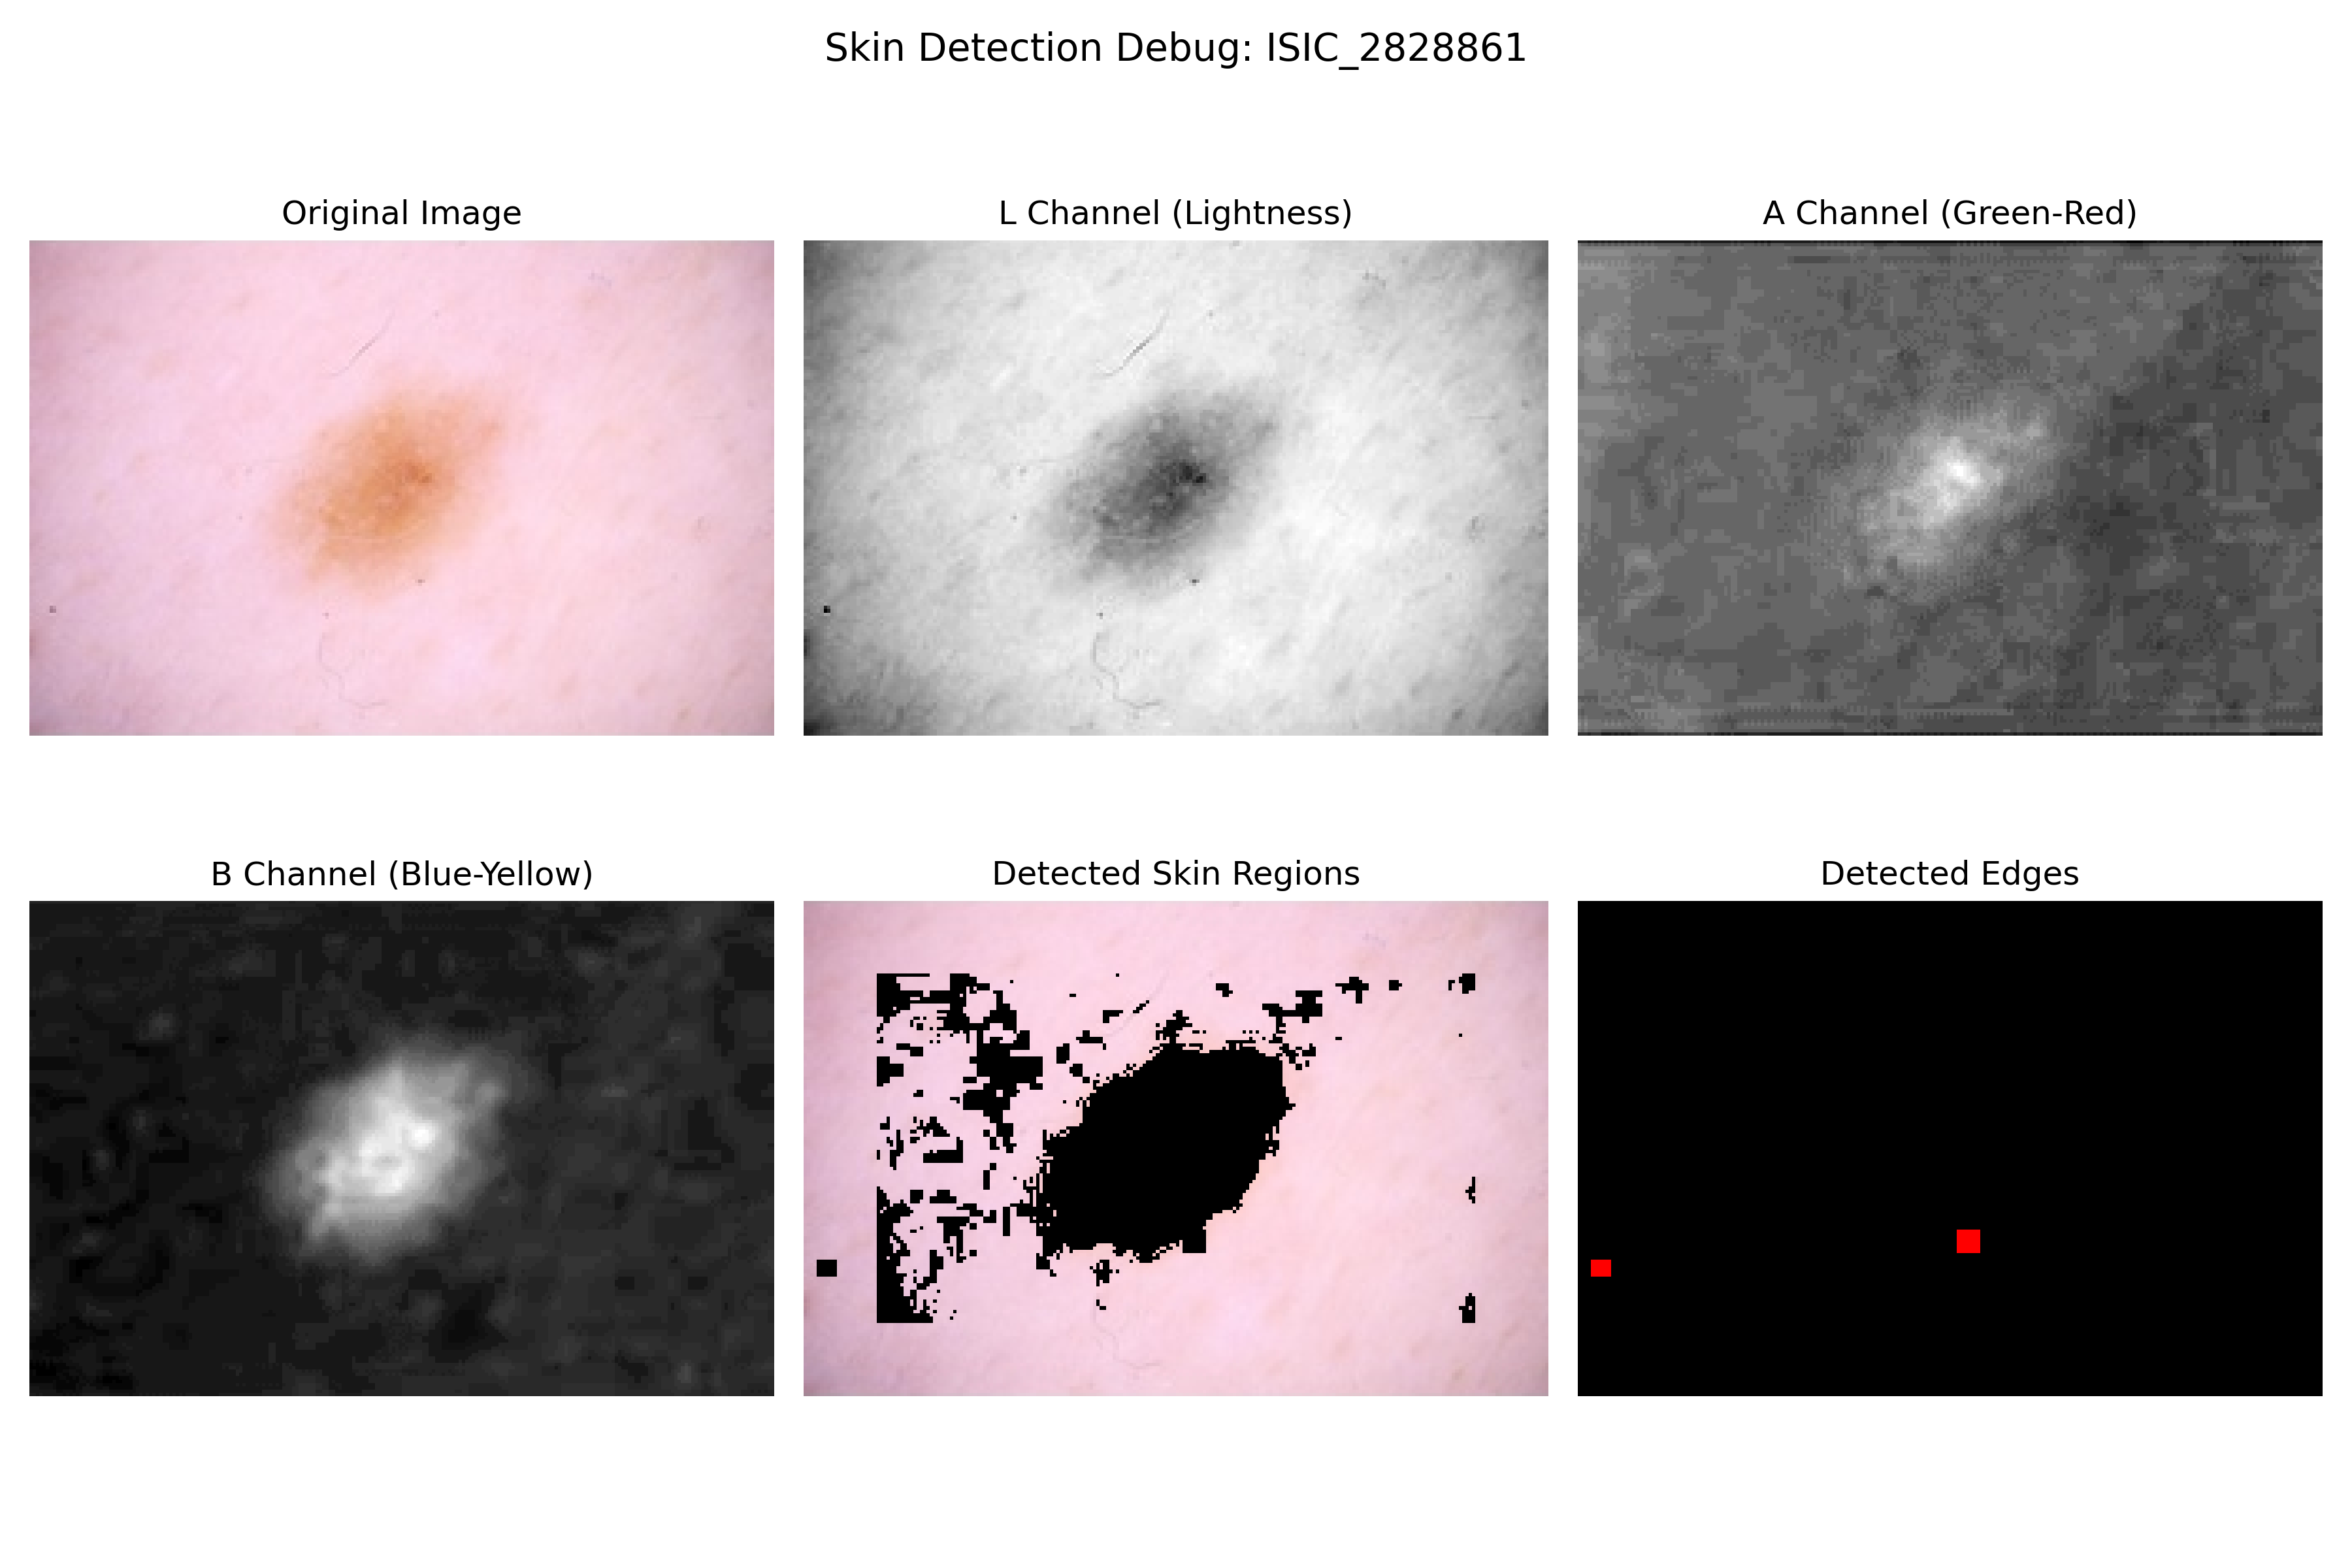 Skin Detection Debug: ISIC_2828861
Original Image
L Channel (Lightness)
A Channel (Green-Red)
B Channel (Blue-Yellow)
Detected Skin Regions
Detected Edges